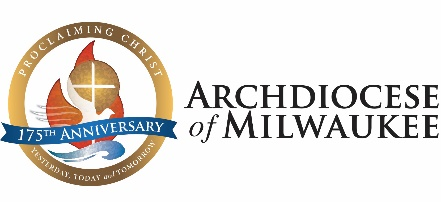 PROCLAIMING CHRIST
175TH ANNIVERSARY
YESTERDAY, TODAY and TOMORROW
ARCHDIOCESE
of MILWAUKEE